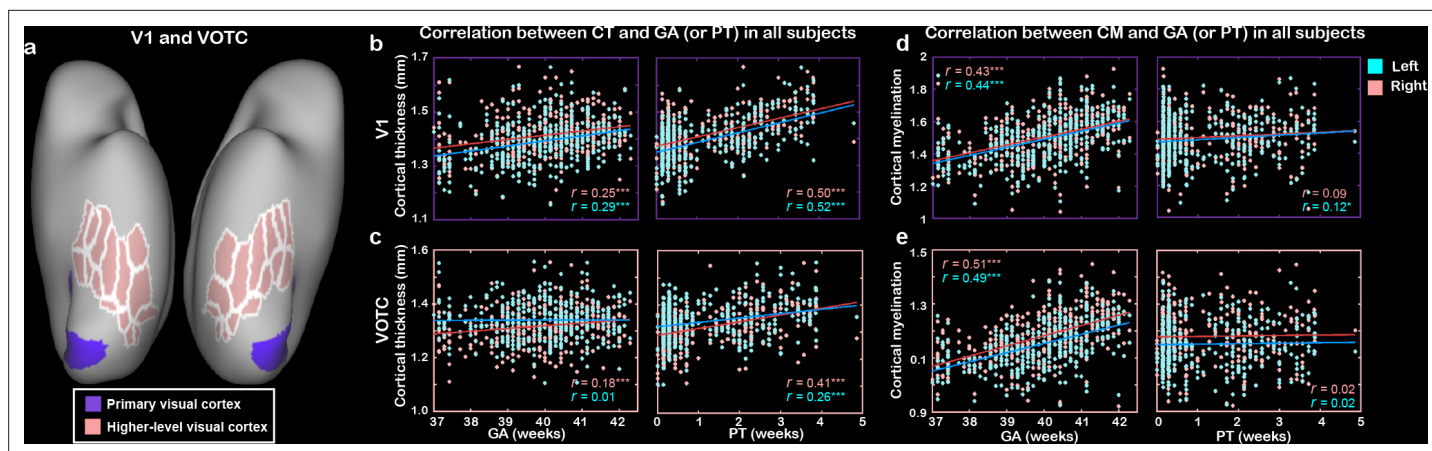 a
V1 and VOTC
Primary visual cortex
Higher-level visual cortex
b
Correlation between CT and GA (or PT) in all subjects
V1
Cortical thickness (mm)
1.7
1.5
1.3
1.1
r = 0.25***
r = 0.29***
r = 0.50***
r = 0.52***
c
VOTC
Cortical thickness (mm)
1.6
1.4
1.2
1.0
r = 0.18***
r = 0.01
r = 0.41***
r = 0.26***
37 38 39 40 41 42
GA (weeks)
0 1 2 3 4 5
PT (weeks)
d
Correlation between CM and GA (or PT) in all subjects
Left
Right
Cortical myelination
2
1.8
1.6
1.4
1.2
1
r = 0.43***
r = 0.44***
r = 0.09
r = 0.12*
e
Cortical myelination
1.5
1.3
0.1
0.9
r = 0.51***
r = 0.49***
r = 0.02
r = 0.02
37 38 39 40 41 42
GA (weeks)
0 1 2 3 4 5
PT (weeks)